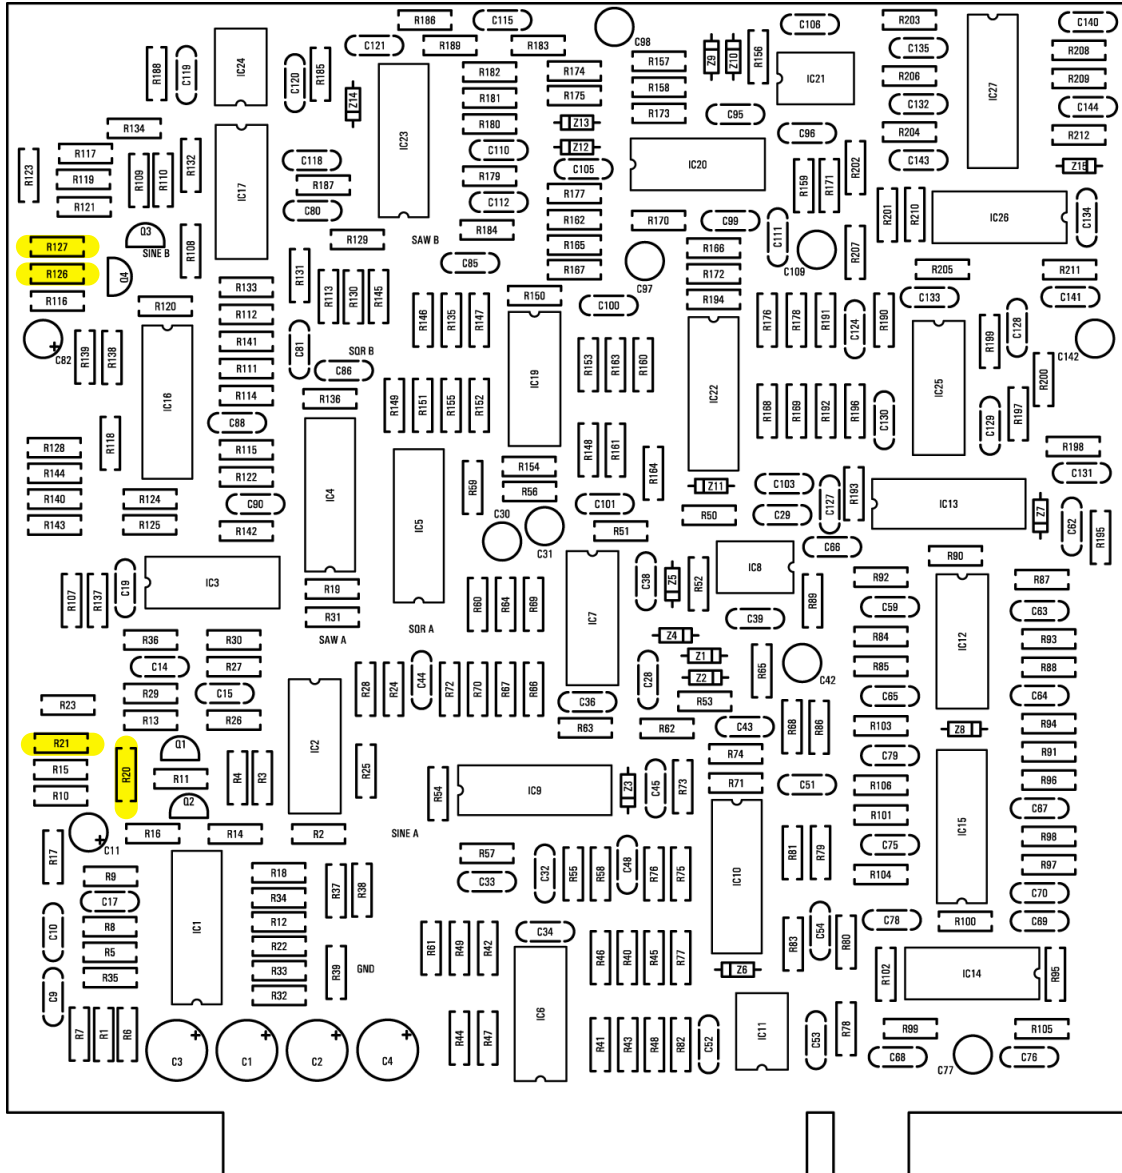 R186 C115 C106 R203 C140
C121 R189 R183 C98 Z9 Z10 R156 C135 R208
R188 C119 IC24 C120 R185 R182 R174 R157 IC21 R206 IC27 R209
Z14 IC23 R181 R175 R158 C132 C144
R134 R180 Z13 R173 C95 R204 R212
R123 R117 R109 R110 R132 IC17 C118 C110 Z12 IC20 C96 C143 Z15
R119 R187 R179 C105 R159 R171 R202
R121 C80 C112 R177 R201 R210 IC26 C134
R127 Q3 R108 R129 SAW B R184 R162 R170 C99 C111 R207
SINE B R165 R166 C109
R126 Q4 R131 C85 R167 C97 R172 R205 R211
R116 R120 R133 R113 R130 R145 R150 C100 R194 C133 C141
R112 R146 R135 R147 R176 R178 R191 C124 R190 C128
C82 R139 R138 R141 C81 SQR B R153 R163 R160 R199 C142
IC16 R111 C86 IC19 IC22 IC25 R200
R114 R136 R149 R151 R155 R152 R168 R169 R192 R196 C130 C129 R197
C88
R128 R118 R115 R148 R161 R164 R198
R144 R122 IC4 R59 R154 C131
R140 R124 C90 IC5 R56 Z11 C103 C127 R193 IC13
R143 R125 R142 C30 C31 C101 R50 C29 Z7 C62 R195
R51 C66 R90
R107 R137 C19 IC3 R19 R60 R64 R69 IC7 C38 Z5 R52 IC8 R89 R92 R87
R31 C39 C59 IC12 C63
R36 R30 SAW A SQR A Z4 R84 R93
C14 R27 R28 R24 C44 R72 R70 R67 R66 C28 Z1 R65 C42 R85 R88
R29 C15 Z2 C65 C64
R23 R13 R26 C36 R53
R21 Q1 IC2 R63 R62 C43 R68 R86 R103 Z8 R94
R15 R20 R11 R4 R3 R25 R74 C79 R91
R10 Q2 R54 IC9 Z3 C45 R73 R71 C51 R106 R96
C11 R16 R14 R2 SINE A R101 IC15 C67
R17 R57 C32 R55 R58 C48 R76 R75 IC10 R81 R79 C75 R98
R9 R18 R37 R38 C33 R104 R97
C17 R34 C70
C10 R8 IC1 R12 R61 R49 R42 C34 R83 C54 R80 C78 R100 C69
R5 R22 R46 R40 R45 R77
C9 R35 R33 R39 GND Z6 R102 IC14 R95
R32
R7 R1 R6 C3 C1 C2 C4 R44 R47 IC6 R41 R43 R48 R82 C52 IC11 C53 R78 R99 R105
C68 C77 C76